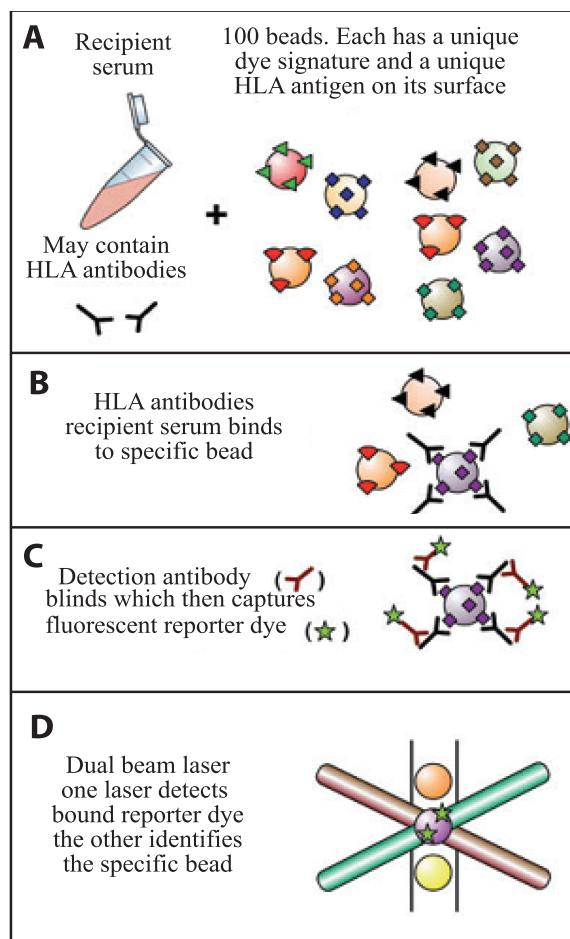 A
Recipient
serum
100 beads. Each has a unique
dye signature and a unique
HLA antigen on its surface
+
May contain
HLA antibodies
B
HLA antibodies
recipient serum binds
to specific bead
C
Detection antibody ( )
blinds which then captures
fluorescent reporter dye ( )
D
Dual beam laser
one laser detects
bound reporter dye
the other identifies
the specific bead